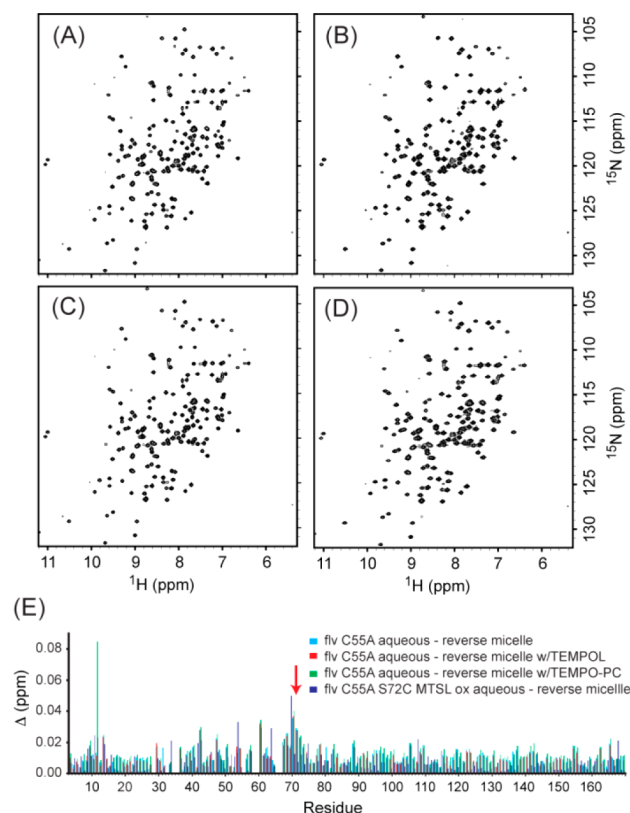 (A)
(B)
105
110
115
120
125
130
15N (ppm)
(C)
(D)
105
110
115
120
125
130
15N (ppm)
11 10 9 8 7 6
11 10 9 8 7 6
1H (ppm)
1H (ppm)
(E)
flv C55A aqueous - reverse micelle
flv C55A aqueous - reverse micelle w/TEMPOL
flv C55A aqueous - reverse micelle w/TEMPO-PC
flv C55A S72C MTSL ox aqueous - reverse micellle
Δ (ppm)
0.08
0.06
0.04
0.02
0.00
10 20 30 40 50 60 70 80 90 100 110 120 130 140 150 160
Residue